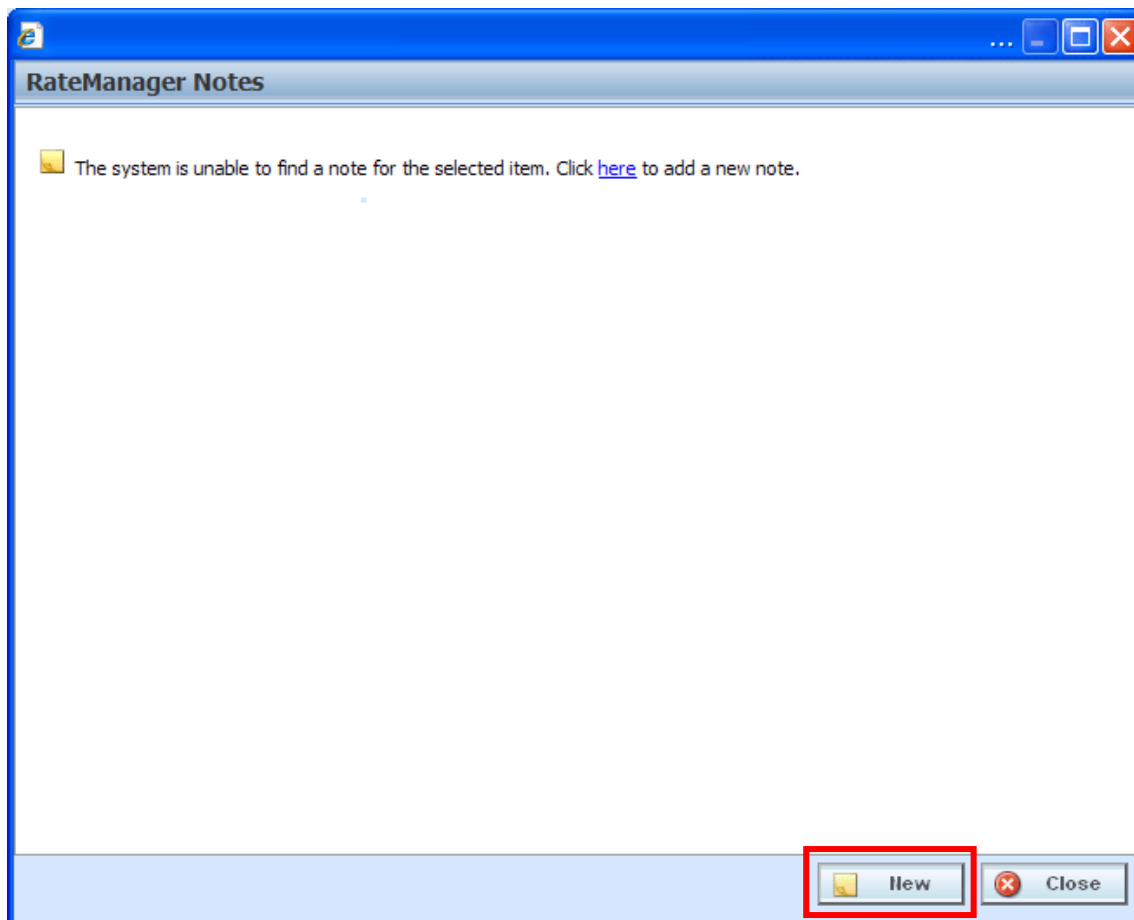 ...
RateManager Notes
The system is unable to find a note for the selected item. Click here to add a new note.
New
Close